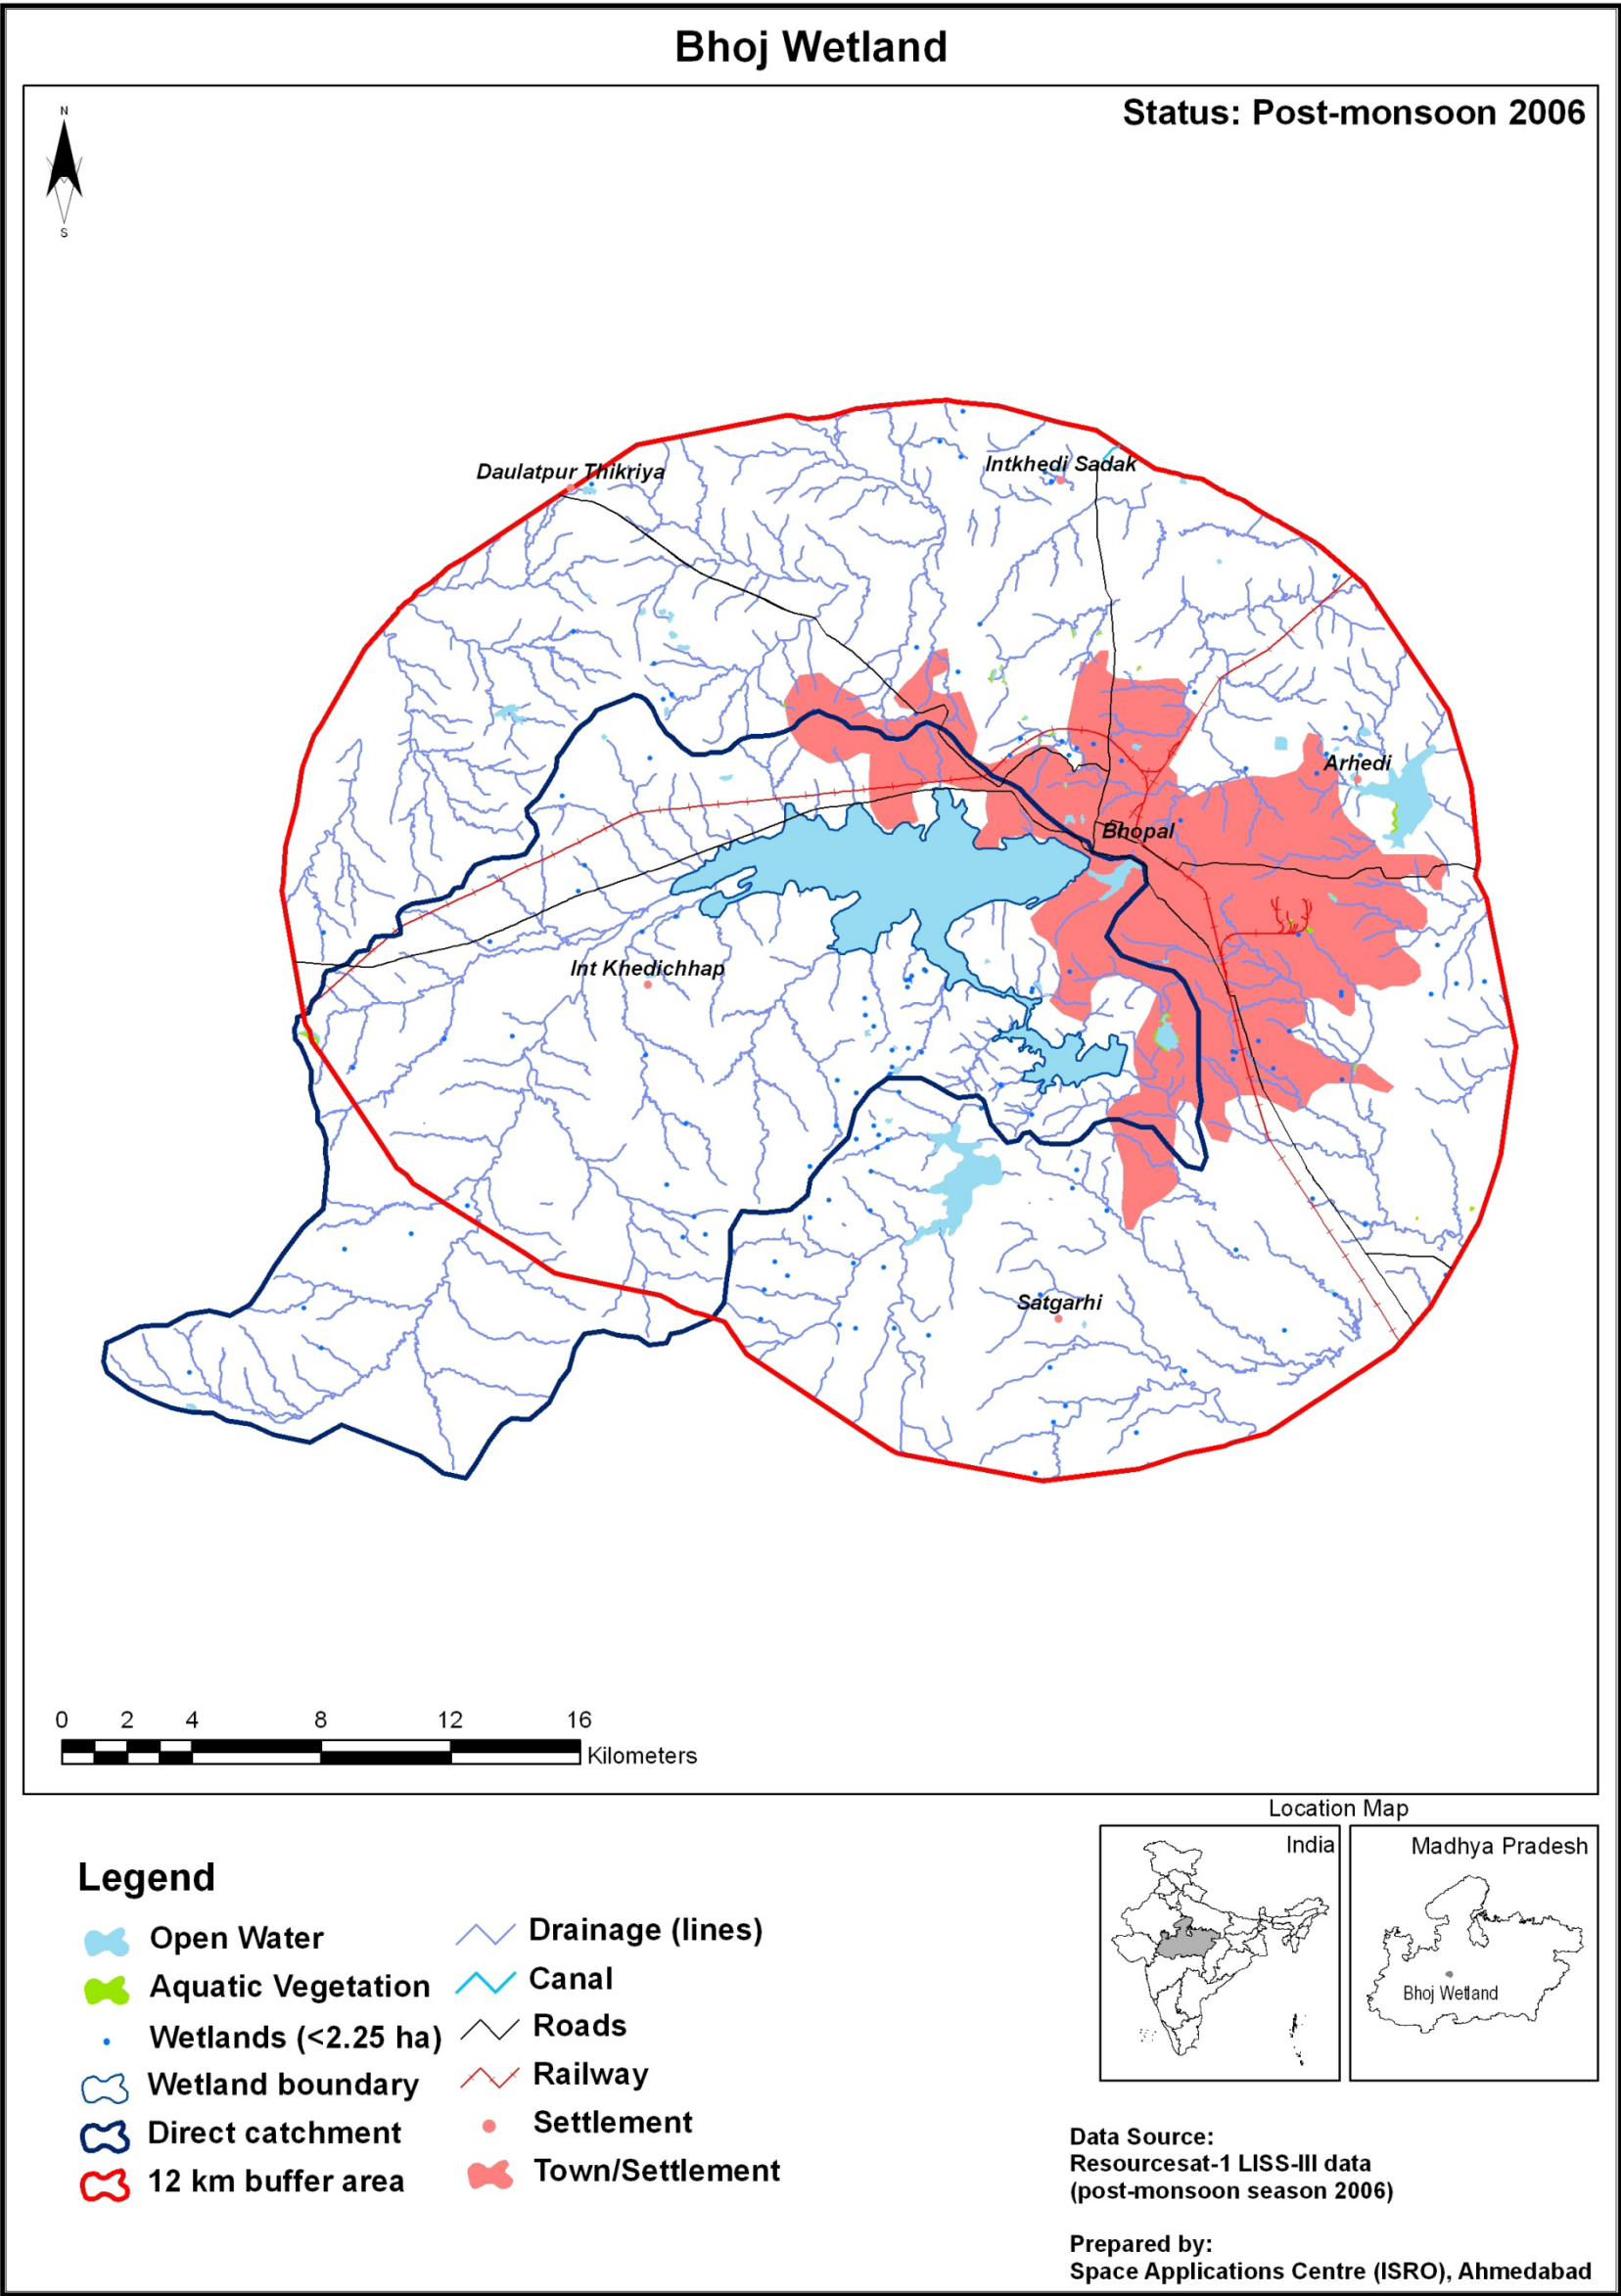 Bhoj Wetland
Status: Post-monsoon 2006
N
S
Daulatpur Thikriya
Intkhedi Sadak
Arhedi
Bhopal
Int Khedichhap
Satgarhi
0 2 4 8 12 16
Kilometers
Location Map
India
Madhya Pradesh
Bhoj Wetland
Legend
Open Water
Aquatic Vegetation
Wetlands (<2.25 ha)
Wetland boundary
Direct catchment
12 km buffer area
Drainage (lines)
Canal
Roads
Railway
Settlement
Town/Settlement
Data Source:
Resourcesat-1 LISS-III data
(post-monsoon season 2006)
Prepared by:
Space Applications Centre (ISRO), Ahmedabad